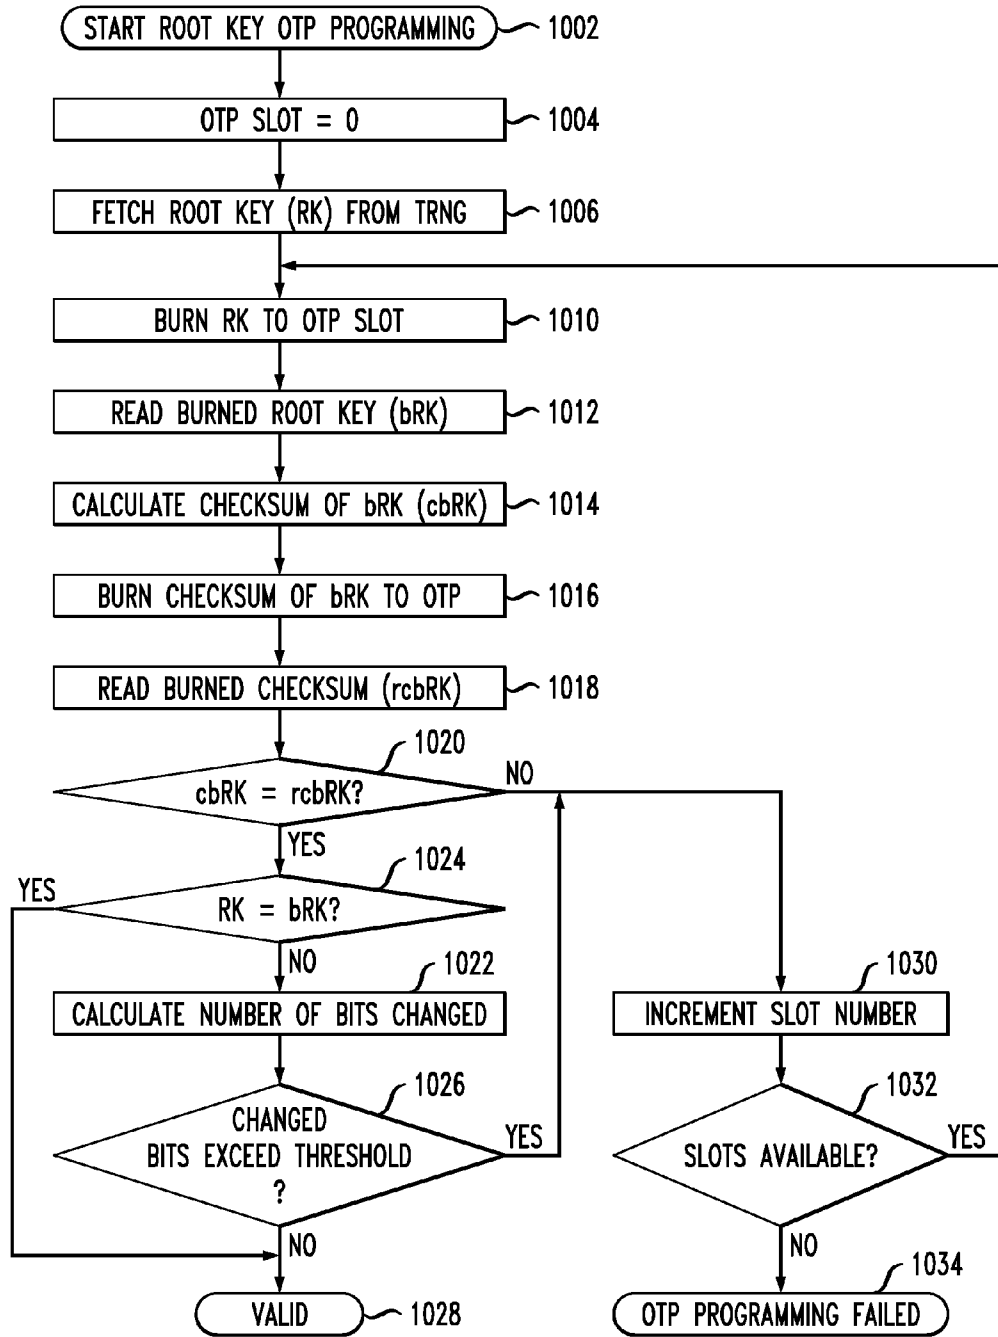 START ROOT KEY OTP PROGRAMMING
1002
OTP SLOT = 0
1004
FETCH ROOT KEY (RK) FROM TRNG
1006
BURN RK TO OTP SLOT
1010
READ BURNED ROOT KEY (bRK)
1012
CALCULATE CHECKSUM OF bRK (cbRK)
1014
BURN CHECKSUM OF bRK TO OTP
1016
READ BURNED CHECKSUM (rcbRK)
1018
1020
cbRK = rcbRK?
NO
YES
1024
YES
RK = bRK?
NO
1022
CALCULATE NUMBER OF BITS CHANGED
1030
INCREMENT SLOT NUMBER
1026
CHANGED
BITS EXCEED THRESHOLD
?
YES
NO
1032
SLOTS AVAILABLE?
YES
NO
VALID
1028
1034
OTP PROGRAMMING FAILED